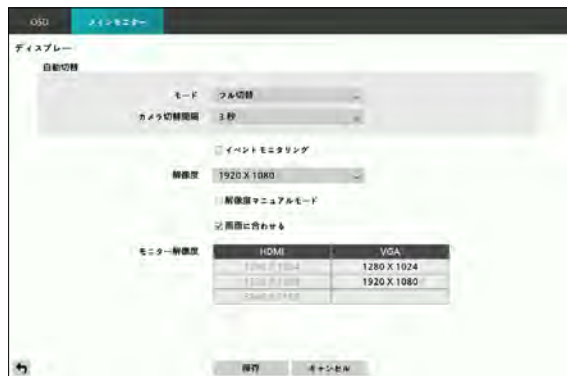 OSD メインモニター
ディスプレー
自動切替
モード フル切替
カメラ切替間隔 3 秒
イベントモニタリング
解像度 1920 X 1080
解像度マニュアルモード
画面に合わせる
モニター解像度 HDMI VGA
1280 X 1024
1920 X 1080
保存 キャンセル